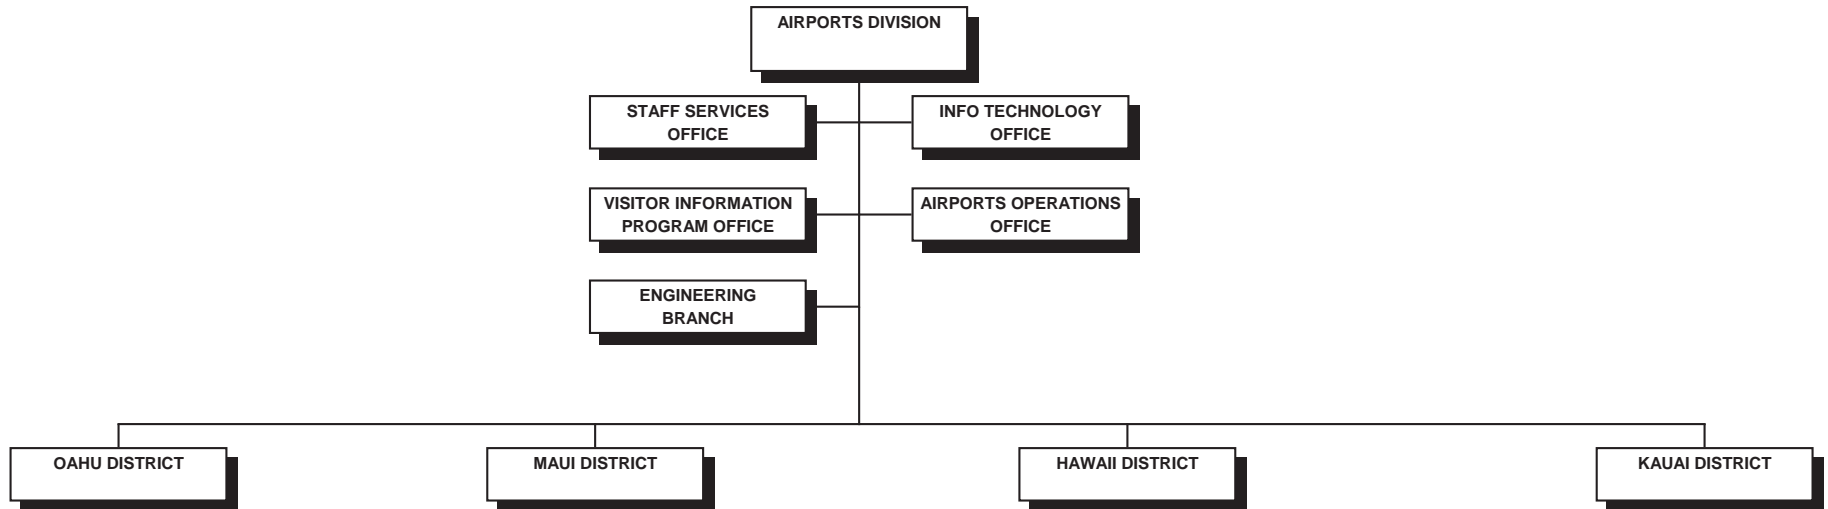 AIRPORTS DIVISION
STAFF SERVICES
OFFICE
INFO TECHNOLOGY
OFFICE
VISITOR INFORMATION
PROGRAM OFFICE
AIRPORTS OPERATIONS
OFFICE
ENGINEERING
BRANCH
OAHU DISTRICT
MAUI DISTRICT
HAWAII DISTRICT
KAUAI DISTRICT